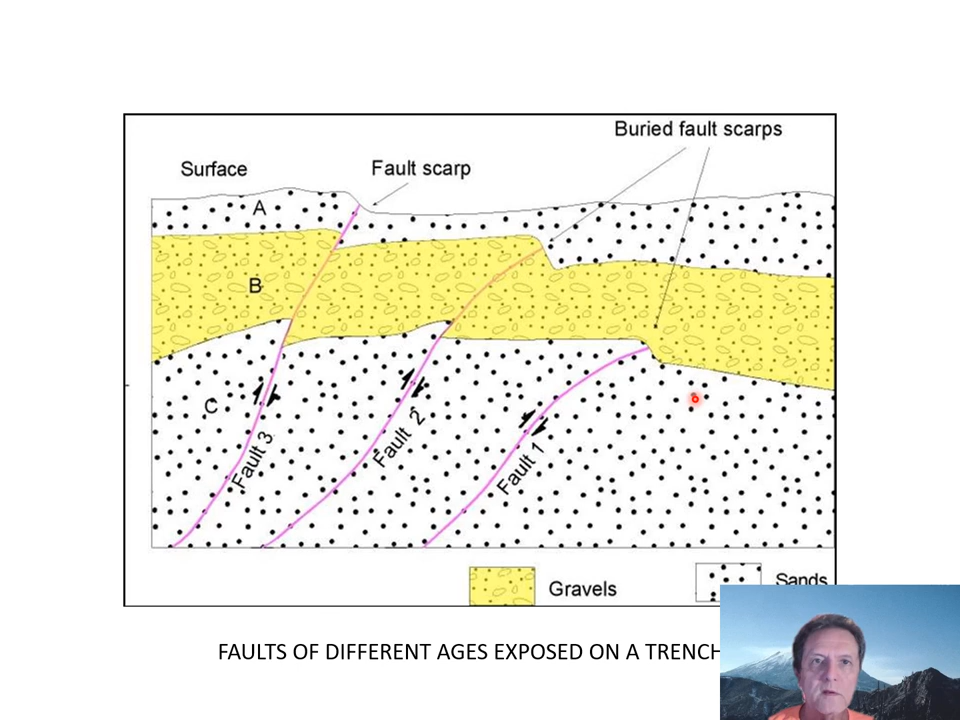 Buried fault scarps
Surface
Fault scarp
A
B
C
Fault 3
Fault 2
Fault 1
Gravels
Sands
FAULTS OF DIFFERENT AGES EXPOSED ON A TRENCH